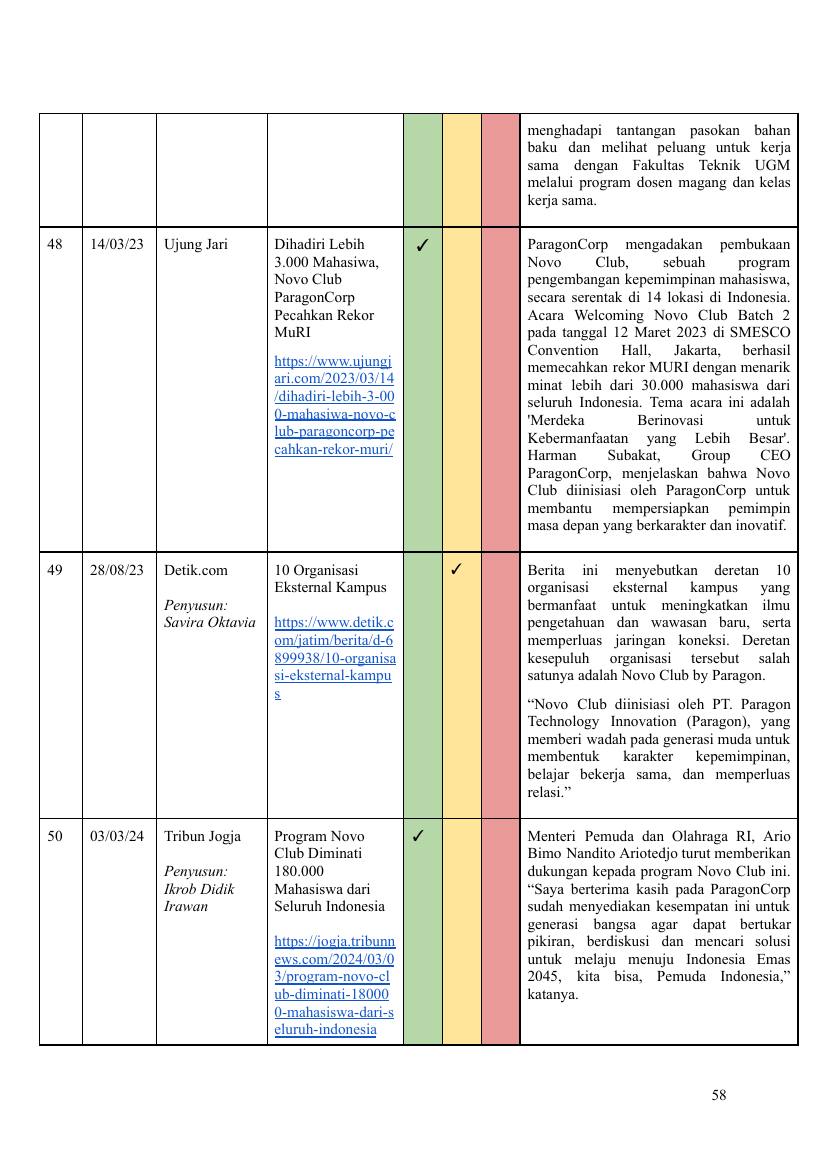 menghadapi tantangan pasokan bahan
baku dan melihat peluang untuk kerja
sama dengan Fakultas Teknik UGM
melalui program dosen magang dan kelas
kerja sama.
48
14/03/23
Ujung Jari
Dihadiri Lebih
3.000 Mahasiwa,
Novo Club
ParagonCorp
Pecahkan Rekor
MuRI
https://www.ujungj
ari.com/2023/03/14
/dihadiri-lebih-3-00
0-mahasiwa-novo-c
lub-paragoncorp-pe
cahkan-rekor-muri/
✓
ParagonCorp mengadakan pembukaan
Novo Club, sebuah program
pengembangan kepemimpinan mahasiswa,
secara serentak di 14 lokasi di Indonesia.
Acara Welcoming Novo Club Batch 2
pada tanggal 12 Maret 2023 di SMESCO
Convention Hall, Jakarta, berhasil
memecahkan rekor MURI dengan menarik
minat lebih dari 30.000 mahasiswa dari
seluruh Indonesia. Tema acara ini adalah
'Merdeka Berinovasi untuk
Kebermanfaatan yang Lebih Besar'.
Harman Subakat, Group CEO
ParagonCorp, menjelaskan bahwa Novo
Club diinisiasi oleh ParagonCorp untuk
membantu mempersiapkan pemimpin
masa depan yang berkarakter dan inovatif.
49
28/08/23
Detik.com
Penyusun:
Savira Oktavia
10 Organisasi
Eksternal Kampus
https://www.detik.c
om/jatim/berita/d-6
899938/10-organisa
si-eksternal-kampu
s
✓
Berita ini menyebutkan deretan 10
organisasi eksternal kampus yang
bermanfaat untuk meningkatkan ilmu
pengetahuan dan wawasan baru, serta
memperluas jaringan koneksi. Deretan
kesepuluh organisasi tersebut salah
satunya adalah Novo Club by Paragon.
“Novo Club diinisiasi oleh PT. Paragon
Technology Innovation (Paragon), yang
memberi wadah pada generasi muda untuk
membentuk karakter kepemimpinan,
belajar bekerja sama, dan memperluas
relasi.”
50
03/03/24
Tribun Jogja
Penyusun:
Ikrob Didik
Irawan
Program Novo
Club Diminati
180.000
Mahasiswa dari
Seluruh Indonesia
https://jogja.tribunn
ews.com/2024/03/0
3/program-novo-cl
ub-diminati-18000
0-mahasiswa-dari-s
eluruh-indonesia
✓
Menteri Pemuda dan Olahraga RI, Ario
Bimo Nandito Ariotedjo turut memberikan
dukungan kepada program Novo Club ini.
“Saya berterima kasih pada ParagonCorp
sudah menyediakan kesempatan ini untuk
generasi bangsa agar dapat bertukar
pikiran, berdiskusi dan mencari solusi
untuk melaju menuju Indonesia Emas
2045, kita bisa, Pemuda Indonesia,”
katanya.
58